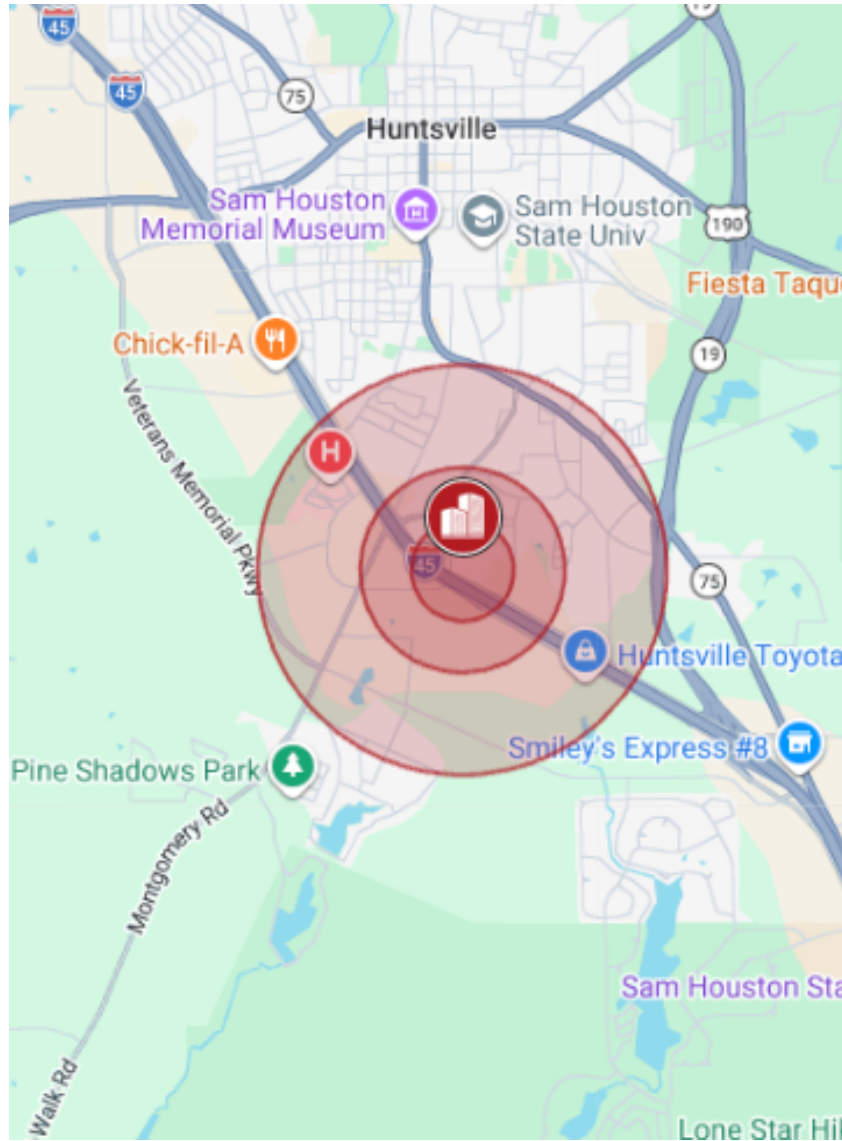 45
19
45
75
Huntsville
Sam Houston
Memorial Museum
Sam Houston
State Univ
190
Fiesta Taqu
Chick-fil-A
19
Veterans Memorial Pkwy
H
45
75
Huntsville Toyota
Smiley's Express #8
Pine Shadows Park
Montgomery Rd
Sam Houston Sta
Walk Rd
Lone Star Hil